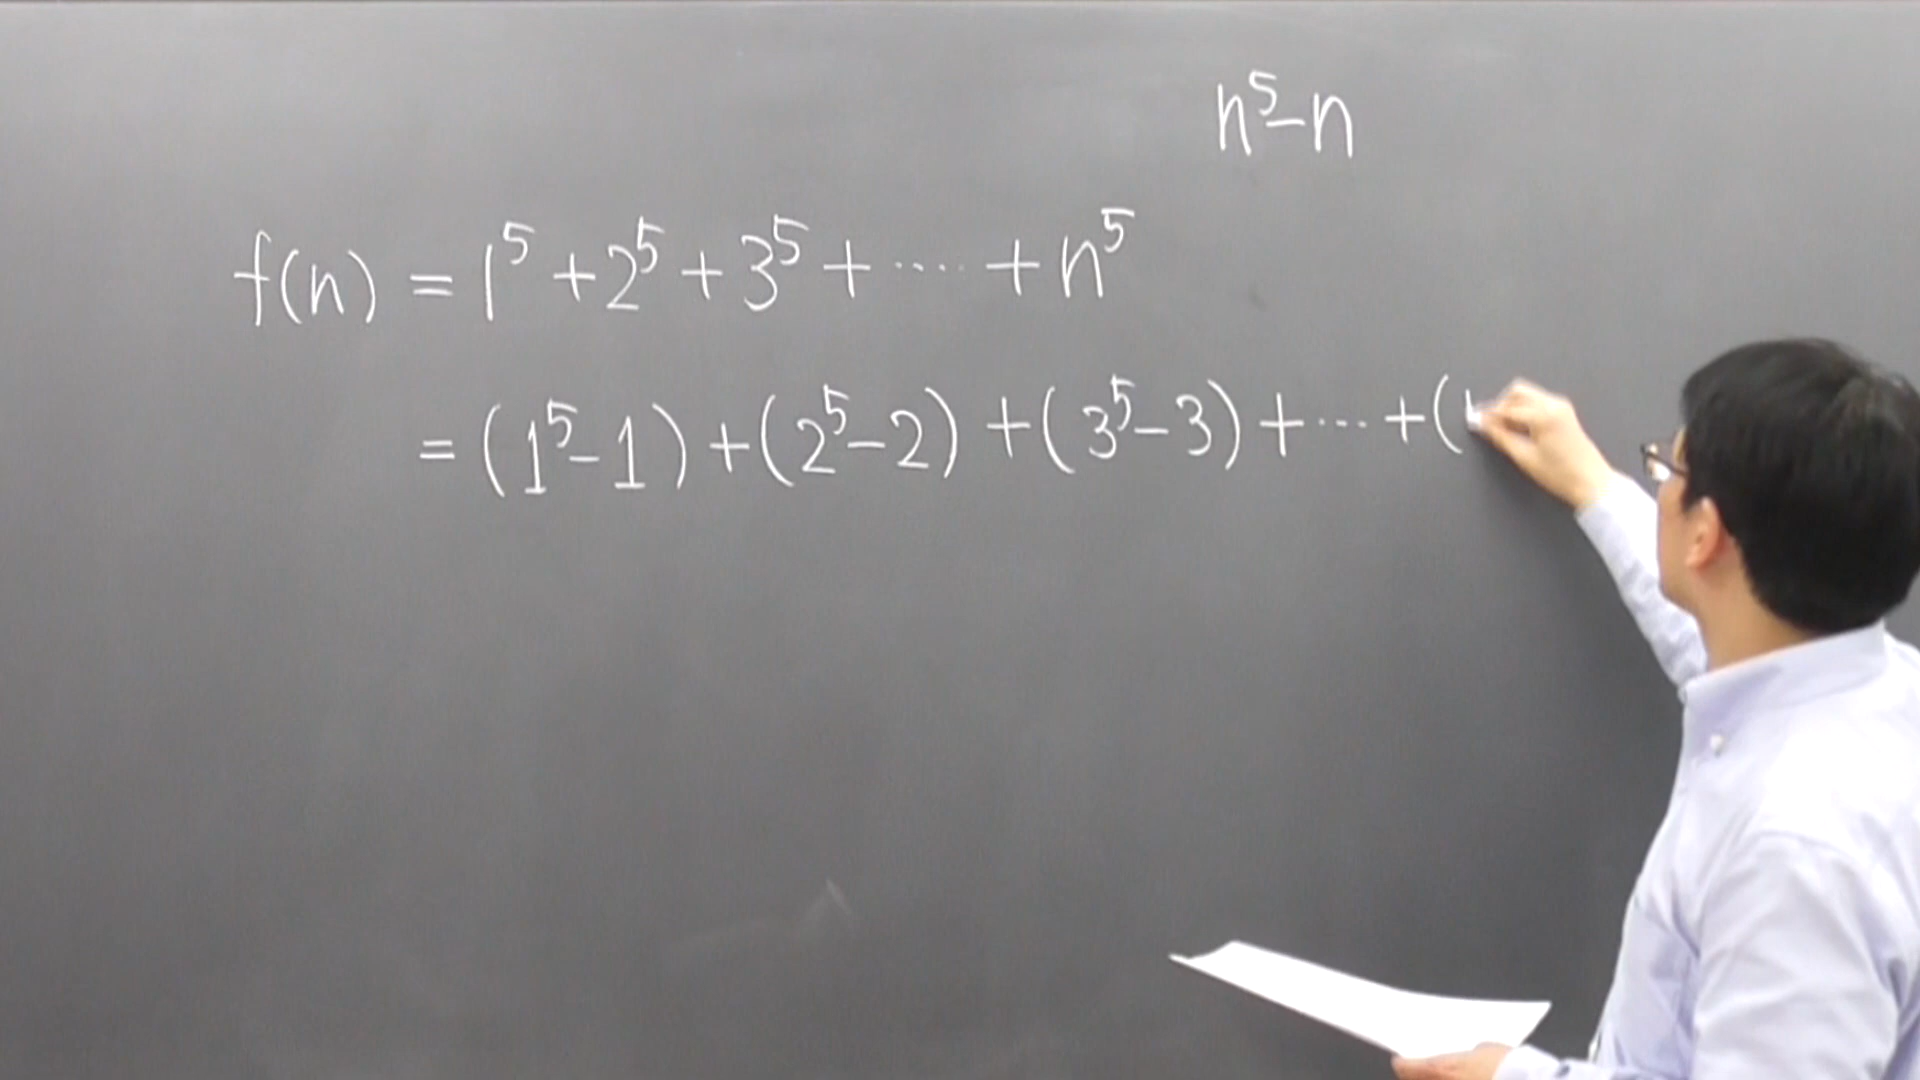 n⁵-n
f(n) = 1⁵ + 2⁵ + 3⁵ + ····· + n⁵
= (1⁵-1) + (2⁵-2) + (3⁵-3) + ··· + (